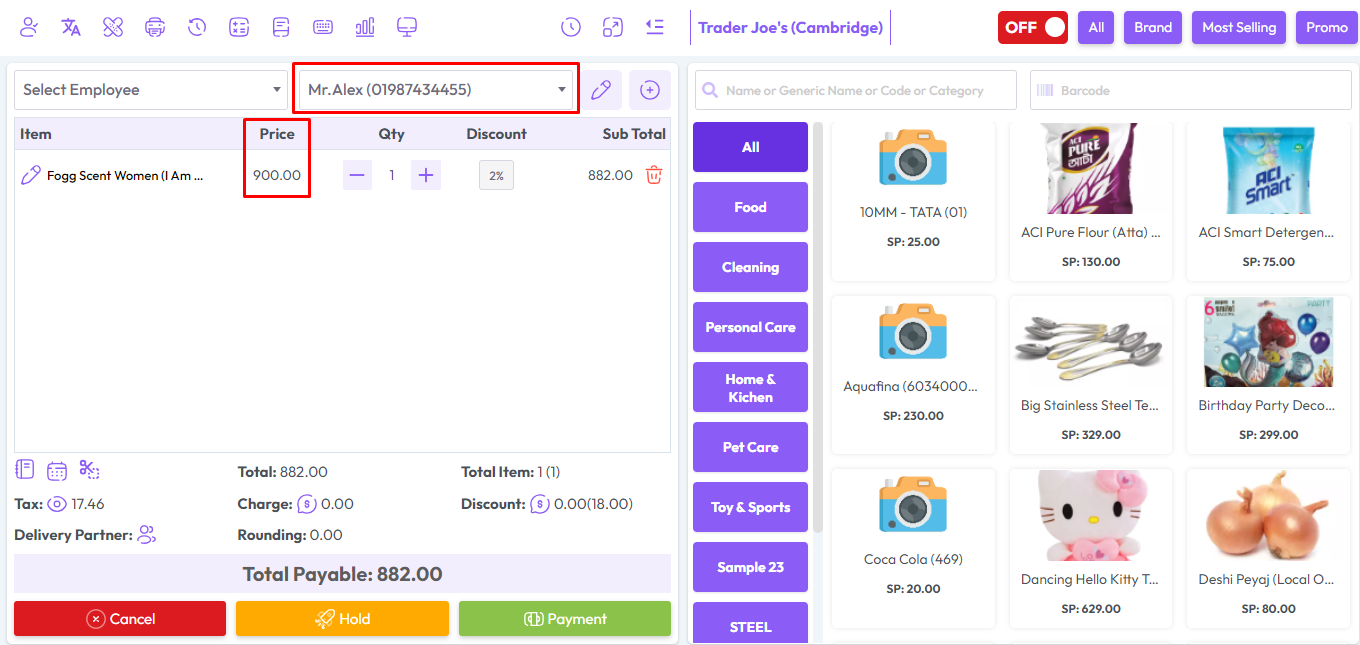 Trader Joe's (Cambridge)
OFF
All
Brand
Most Selling
Promo
Select Employee
Mr.Alex (01987434455)
Name or Generic Name or Code or Category
Barcode
Item Price Qty Discount Sub Total
Fogg Scent Women (I Am ... 900.00 1 2% 882.00
Total: 882.00
Total Item: 1 (1)
Tax: 17.46
Charge: 0.00
Discount: 0.00(18.00)
Delivery Partner:
Rounding: 0.00
Total Payable: 882.00
Cancel
Hold
Payment
All
Food
Cleaning
Personal Care
Home &
Kichen
Pet Care
Toy & Sports
Sample 23
STEEL
10MM - TATA (01)
SP: 25.00
ACI
PURE
আটা
ACI Pure Flour (Atta) ...
SP: 130.00
ACI
Smart
ACI Smart Detergen...
SP: 75.00
Aquafina (6034000...
SP: 230.00
Big Stainless Steel Te...
SP: 329.00
PARTY
Birthday Party Deco...
SP: 299.00
Coca Cola (469)
SP: 20.00
Dancing Hello Kitty T...
SP: 629.00
Deshi Peyaj (Local O...
SP: 80.00